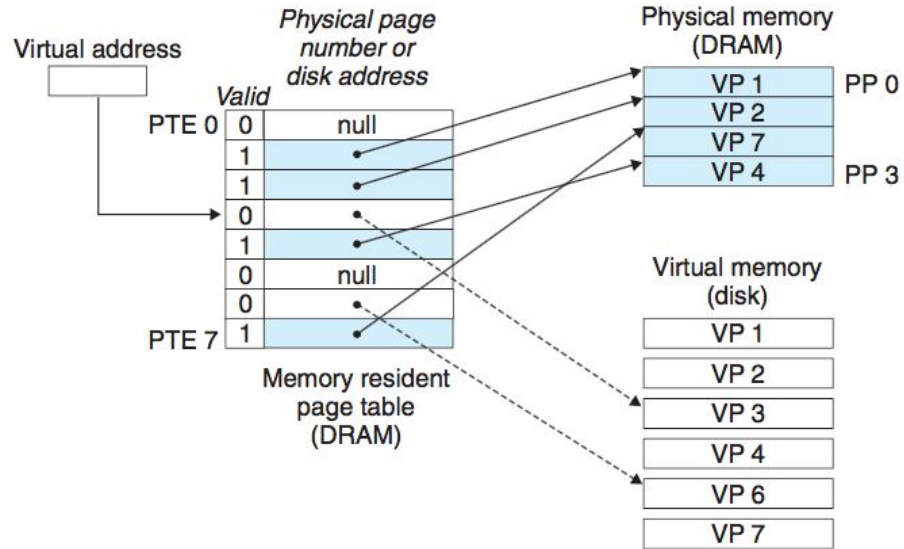 Virtual address
Physical page
number or
disk address
Valid
PTE 0
0
null
1
1
0
1
0
null
0
PTE 7
1
Memory resident
page table
(DRAM)
Physical memory
(DRAM)
VP 1
PP 0
VP 2
VP 7
VP 4
PP 3
Virtual memory
(disk)
VP 1
VP 2
VP 3
VP 4
VP 6
VP 7